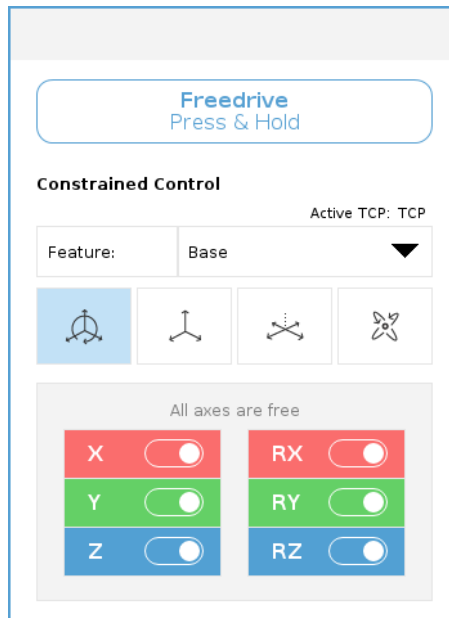 Freedrive
Press & Hold
Constrained Control
Active TCP: TCP
Feature: Base
All axes are free
X RX
Y RY
Z RZ